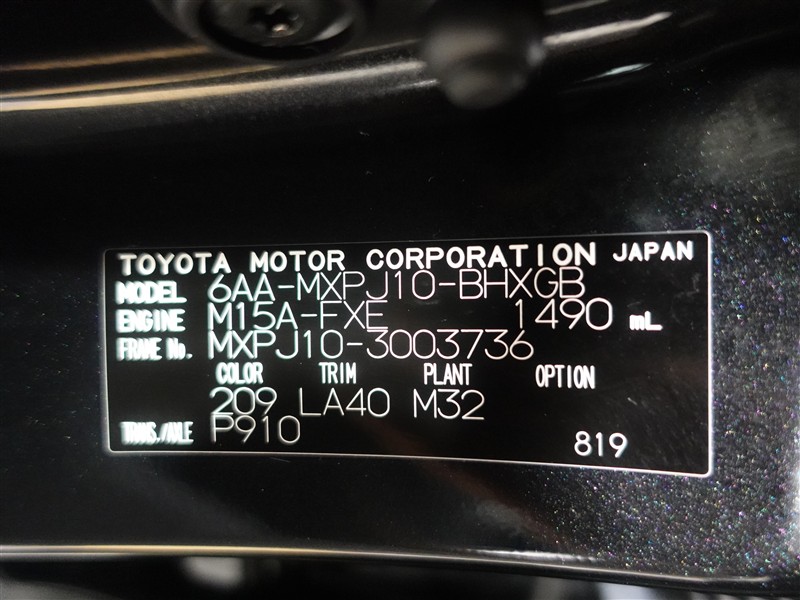 TOYOTA MOTOR CORPORATION JAPAN
MODEL 6AA-MXPJ10-BHXGB
ENGINE M15A-FXE 1490 mL
FRAME No. MXPJ10-3003736
COLOR TRIM PLANT OPTION
209 LA40 M32
TRANS./AXLE P910
819